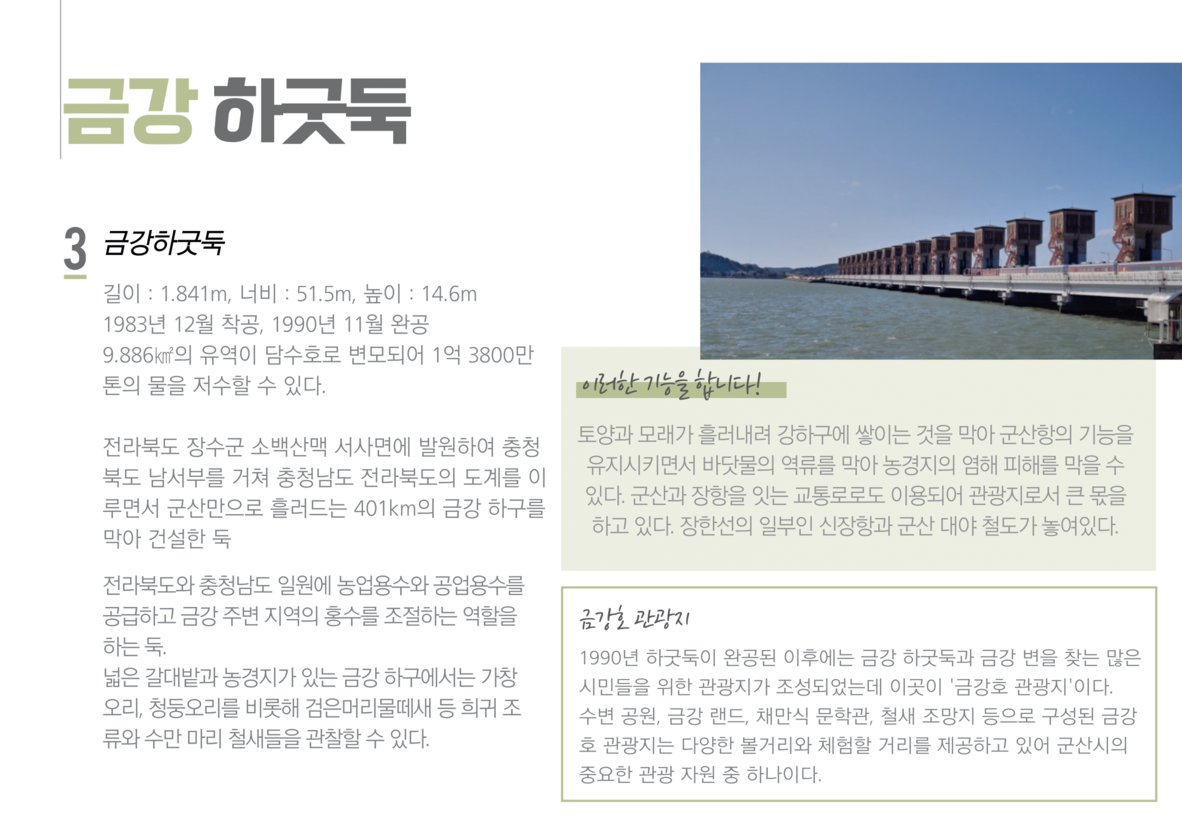 금강 하굿둑
3 금강하굿둑
길이 : 1.841m, 너비 : 51.5m, 높이 : 14.6m
1983년 12월 착공, 1990년 11월 완공
9.886㎢의 유역이 담수호로 변모되어 1억 3800만
톤의 물을 저수할 수 있다.
전라북도 장수군 소백산맥 서사면에 발원하여 충청
북도 남서부를 거쳐 충청남도 전라북도의 도계를 이
루면서 군산만으로 흘러드는 401km의 금강 하구를
막아 건설한 둑
전라북도와 충청남도 일원에 농업용수와 공업용수를
공급하고 금강 주변 지역의 홍수를 조절하는 역할을
하는 둑.
넓은 갈대밭과 농경지가 있는 금강 하구에서는 가창
오리, 청둥오리를 비롯해 검은머리물떼새 등 희귀 조
류와 수만 마리 철새들을 관찰할 수 있다.
이러한 기능을 합니다!
토양과 모래가 흘러내려 강하구에 쌓이는 것을 막아 군산항의 기능을
유지시키면서 바닷물의 역류를 막아 농경지의 염해 피해를 막을 수
있다. 군산과 장항을 잇는 교통로로도 이용되어 관광지로서 큰 몫을
하고 있다. 장한선의 일부인 신장항과 군산 대야 철도가 놓여있다.
금강호 관광지
1990년 하굿둑이 완공된 이후에는 금강 하굿둑과 금강 변을 찾는 많은
시민들을 위한 관광지가 조성되었는데 이곳이 '금강호 관광지'이다.
수변 공원, 금강 랜드, 채만식 문학관, 철새 조망지 등으로 구성된 금강
호 관광지는 다양한 볼거리와 체험할 거리를 제공하고 있어 군산시의
중요한 관광 자원 중 하나이다.